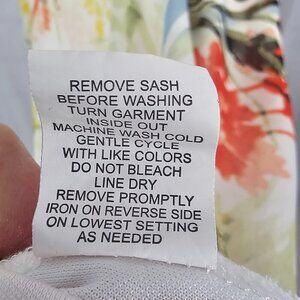 REMOVE SASH
BEFORE WASHING
TURN GARMENT
INSIDE OUT
MACHINE WASH COLD
GENTLE CYCLE
WITH LIKE COLORS
DO NOT BLEACH
LINE DRY
REMOVE PROMPTLY
IRON ON REVERSE SIDE
ON LOWEST SETTING
AS NEEDED